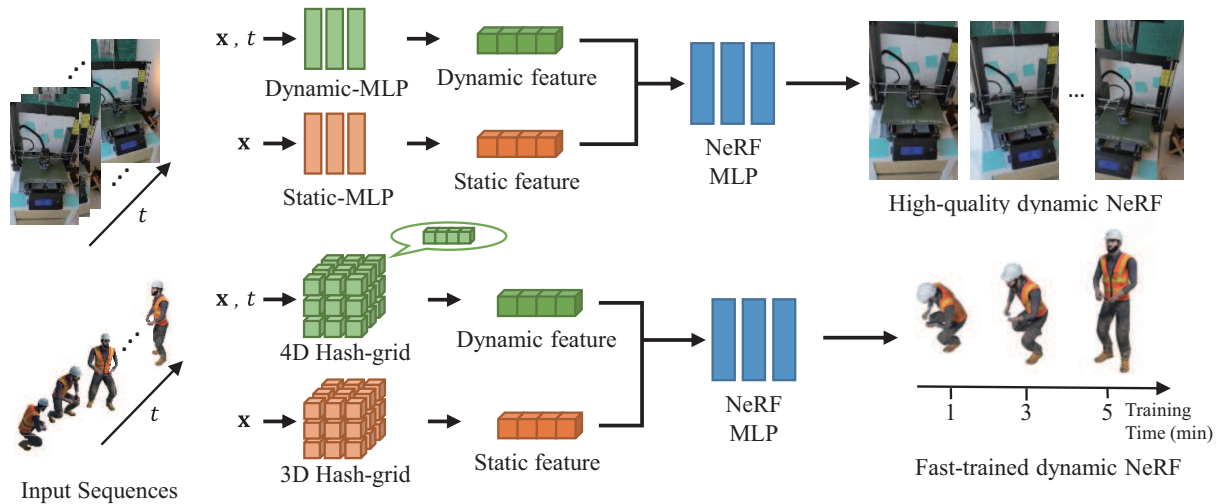 x , t
Dynamic-MLP
Dynamic feature
x
Static-MLP
Static feature
NeRF
MLP
...
High-quality dynamic NeRF
t
x , t
4D Hash-grid
Dynamic feature
x
3D Hash-grid
Static feature
NeRF
MLP
1 3 5 Training
Time (min)
Fast-trained dynamic NeRF
t
Input Sequences